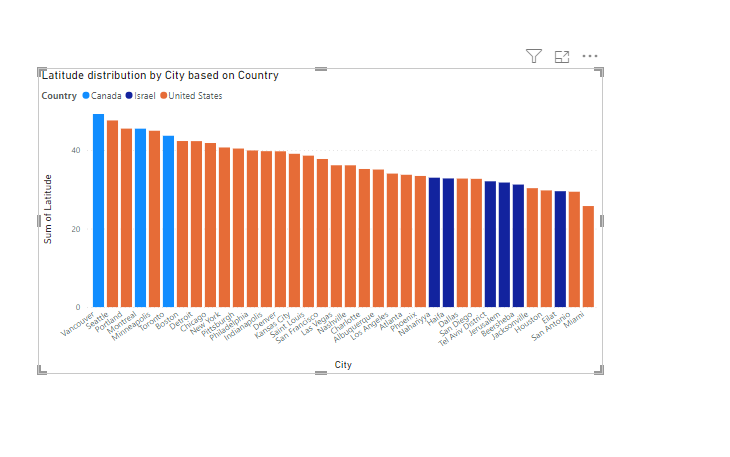 Latitude distribution by City based on Country
Country Canada Israel United States
40
20
0
Sum of Latitude
Vancouver
Seattle
Portland
Montreal
Minneapolis
Toronto
Boston
Detroit
Chicago
New York
Pittsburgh
Philadelphia
Indianapolis
Denver
Kansas City
Saint Louis
San Francisco
Las Vegas
Nashville
Charlotte
Albuquerque
Los Angeles
Atlanta
Phoenix
Nahariyya
Haifa
Dallas
San Diego
Tel Aviv District
Jerusalem
Beersheba
Jacksonville
Houston
Eilat
San Antonio
Miami
City